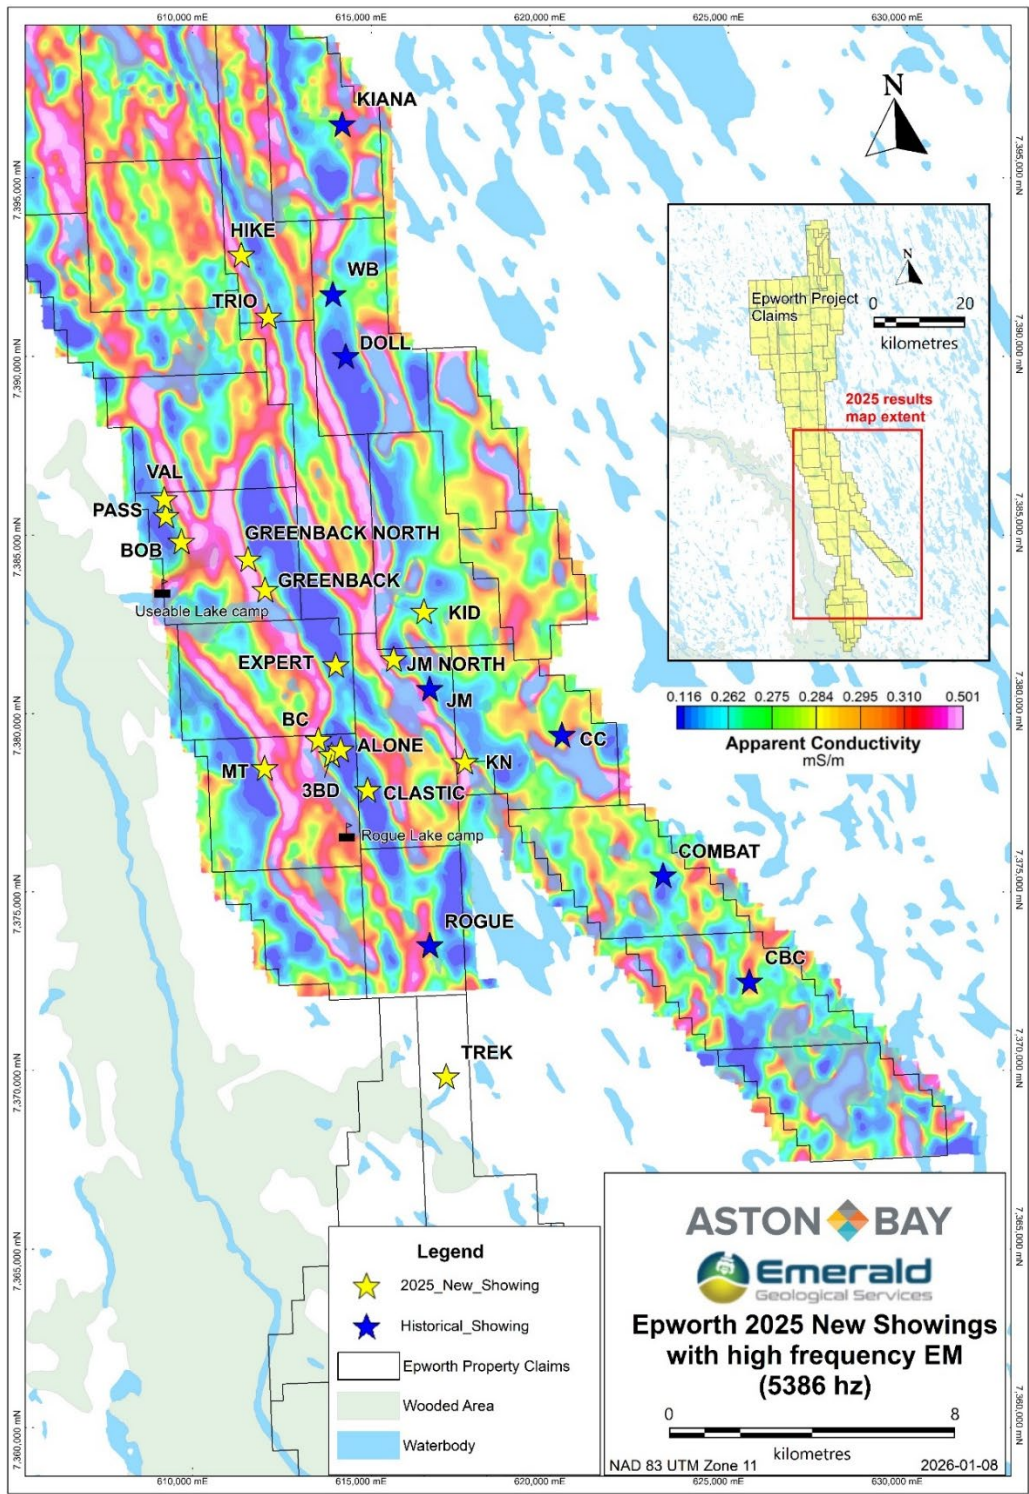 610,000 mE
615,000 mE
620,000 mE
625,000 mE
630,000 mE
KIANA
N
7,395,000 mN
7,395,000 mN
HIKE
WB
TRIO
DOLL
7,390,000 mN
7,390,000 mN
N
Epworth Project
Claims
0 20
kilometres
2025 results
map extent
VAL
PASS
BOB
GREENBACK NORTH
GREENBACK
7,385,000 mN
7,385,000 mN
Useable Lake camp
KID
EXPERT
JM NORTH
JM
7,380,000 mN
7,380,000 mN
0.116 0.262 0.275 0.284 0.295 0.310 0.501
Apparent Conductivity
mS/m
BC
ALONE
CC
MT
3BD
CLASTIC
KN
Rogue Lake camp
COMBAT
7,375,000 mN
7,375,000 mN
ROGUE
CBC
TREK
7,370,000 mN
7,370,000 mN
7,365,000 mN
7,365,000 mN
Legend
2025_New_Showing
Historical_Showing
Epworth Property Claims
Wooded Area
Waterbody
ASTON BAY
Emerald
Geological Services
Epworth 2025 New Showings
with high frequency EM
(5386 hz)
0 8
kilometres
NAD 83 UTM Zone 11 2026-01-08
7,360,000 mN
7,360,000 mN
610,000 mE
615,000 mE
620,000 mE
625,000 mE
630,000 mE